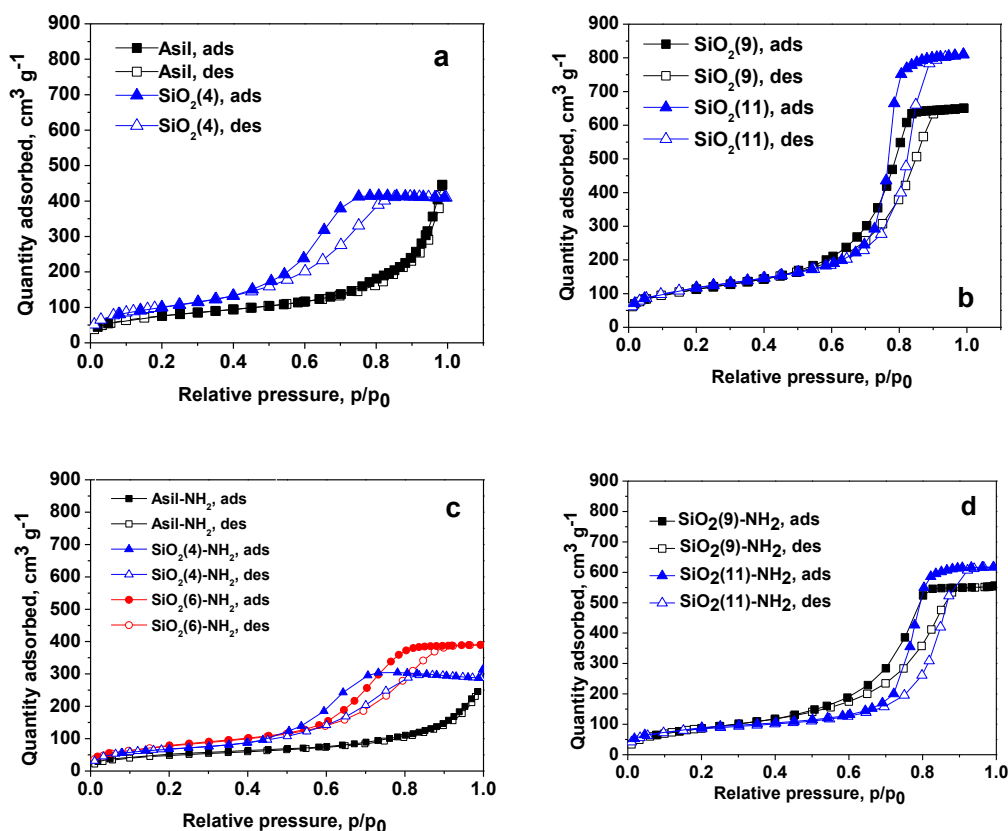 a
Asil, ads
Asil, des
SiO2(4), ads
SiO2(4), des
Quantity adsorbed, cm3 g-1
900
800
700
600
500
400
300
200
100
0
0.0 0.2 0.4 0.6 0.8 1.0
Relative pressure, p/p0
b
SiO2(9), ads
SiO2(9), des
SiO2(11), ads
SiO2(11), des
Quantity adsorbed, cm3 g-1
900
800
700
600
500
400
300
200
100
0
0.0 0.2 0.4 0.6 0.8 1.0
Relative pressure, p/p0
c
Asil-NH2, ads
Asil-NH2, des
SiO2(4)-NH2, ads
SiO2(4)-NH2, des
SiO2(6)-NH2, ads
SiO2(6)-NH2, des
Quantity adsorbed, cm3 g-1
900
800
700
600
500
400
300
200
100
0
0.0 0.2 0.4 0.6 0.8 1.0
Relative pressure, p/p0
d
SiO2(9)-NH2, ads
SiO2(9)-NH2, des
SiO2(11)-NH2, ads
SiO2(11)-NH2, des
Quantity adsorbed, cm3 g-1
900
800
700
600
500
400
300
200
100
0
0.0 0.2 0.4 0.6 0.8 1.0
Relative pressure, p/p0